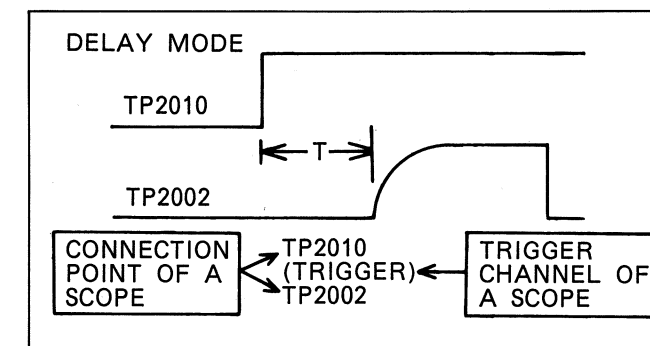 DELAY MODE
TP2010
T
TP2002
CONNECTION
POINT OF A
SCOPE
TP2010
(TRIGGER)
TP2002
TRIGGER
CHANNEL OF
A SCOPE